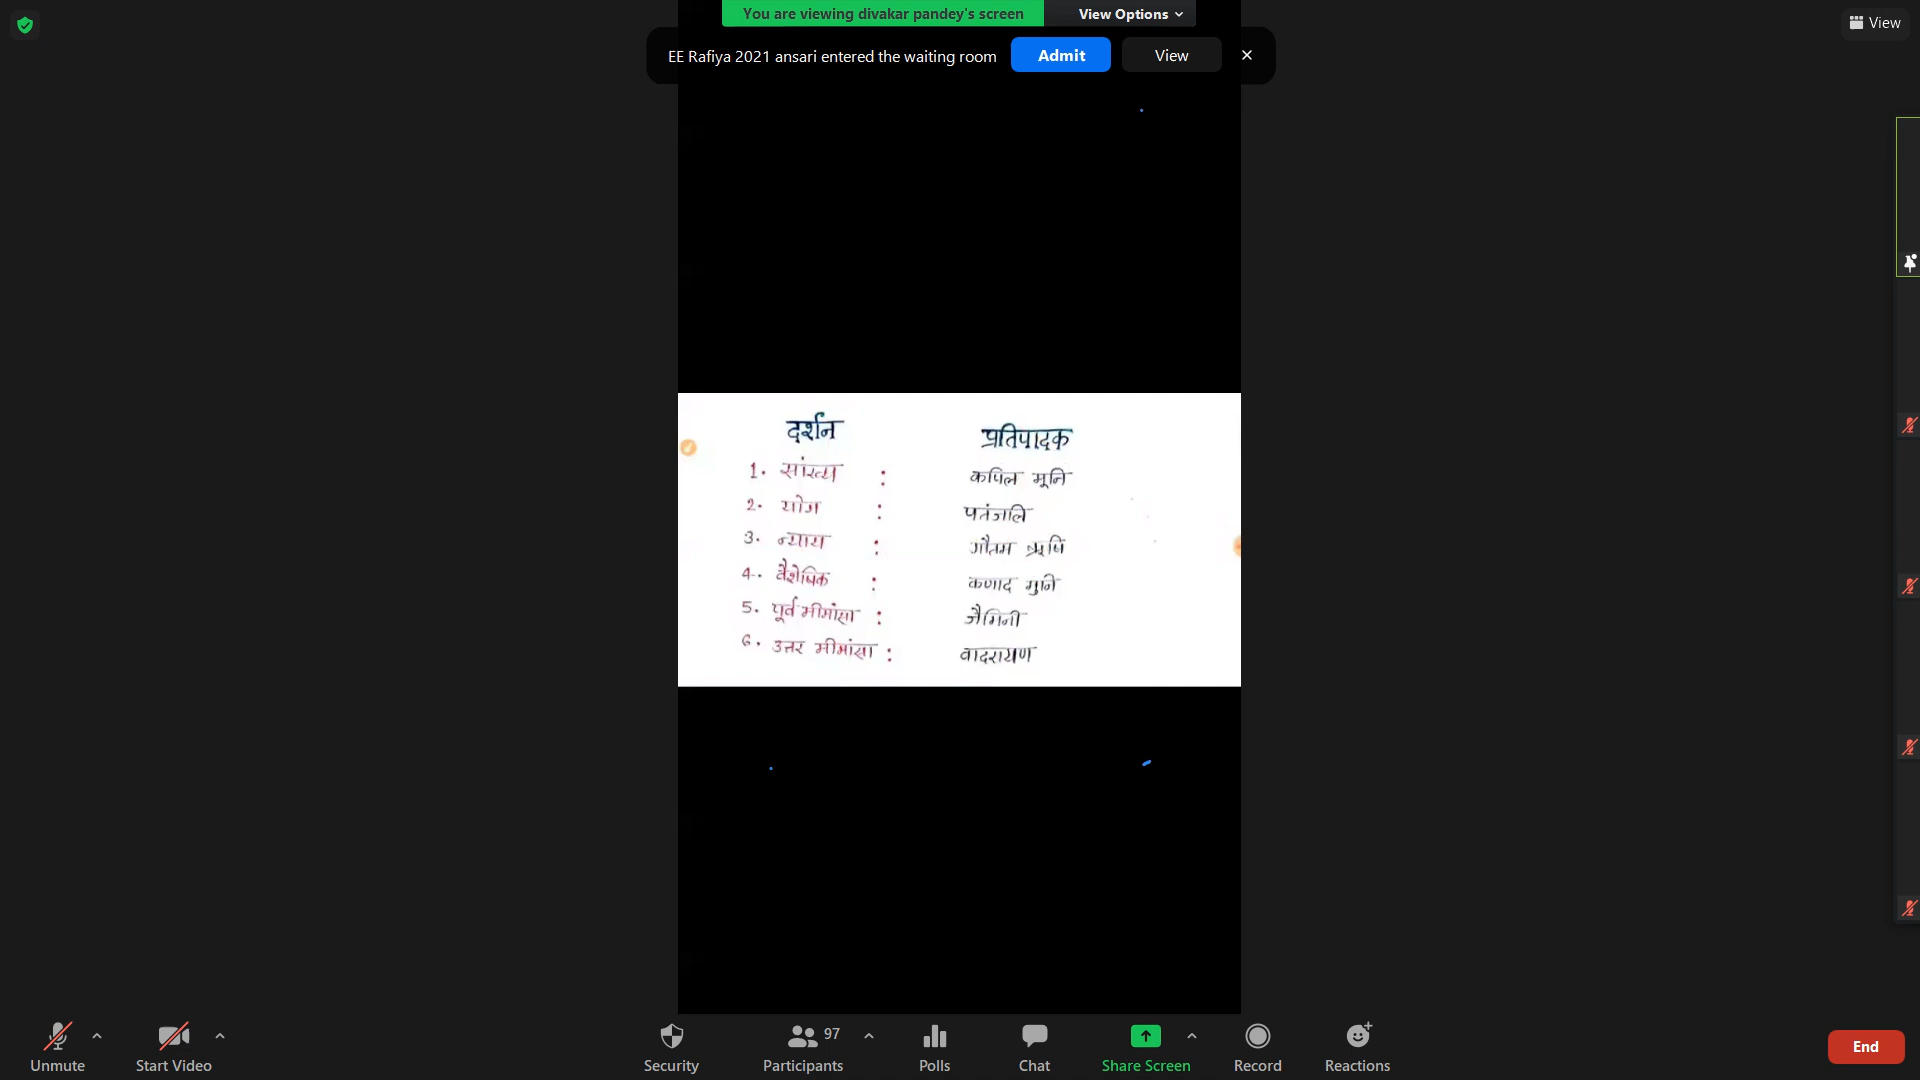 You are viewing divakar pandey's screen
View Options
View
EE Rafiya 2021 ansari entered the waiting room
Admit
View
दर्शन प्रतिपादक
1. सांख्य : कपिल मूनि
2. योग : पतंजलि
3. न्याय : गौतम ऋषि
4. वैशेषिक : कणाद मुनि
5. पूर्व मीमांसा : जैमिनी
6. उत्तर मीमांसा : वादरायण
97
Unmute
Start Video
Security
Participants
Polls
Chat
Share Screen
Record
Reactions
End